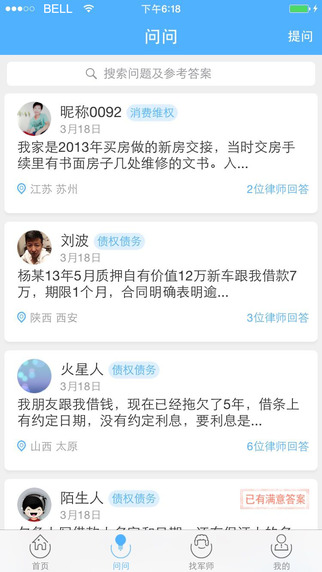 BELL 下午6:18
问问 提问
搜索问题及参考答案
昵称0092 消费维权
3月18日
我家是2013年买房做的新房交接，当时交房手
续里有书面房子几处维修的文书。入...
江苏 苏州 2位律师回答
刘波 债权债务
3月18日
杨某13年5月质押自有价值12万新车跟我借款7
万，期限1个月，合同明确表明逾...
陕西 西安 3位律师回答
火星人 债权债务
3月18日
我朋友跟我借钱，现在已经拖欠了5年，借条上
有约定日期，没有约定利息，要利息是...
山西 太原 6位律师回答
陌生人 债权债务 已有满意答案
3月18日
首页 问问 找军师 我的